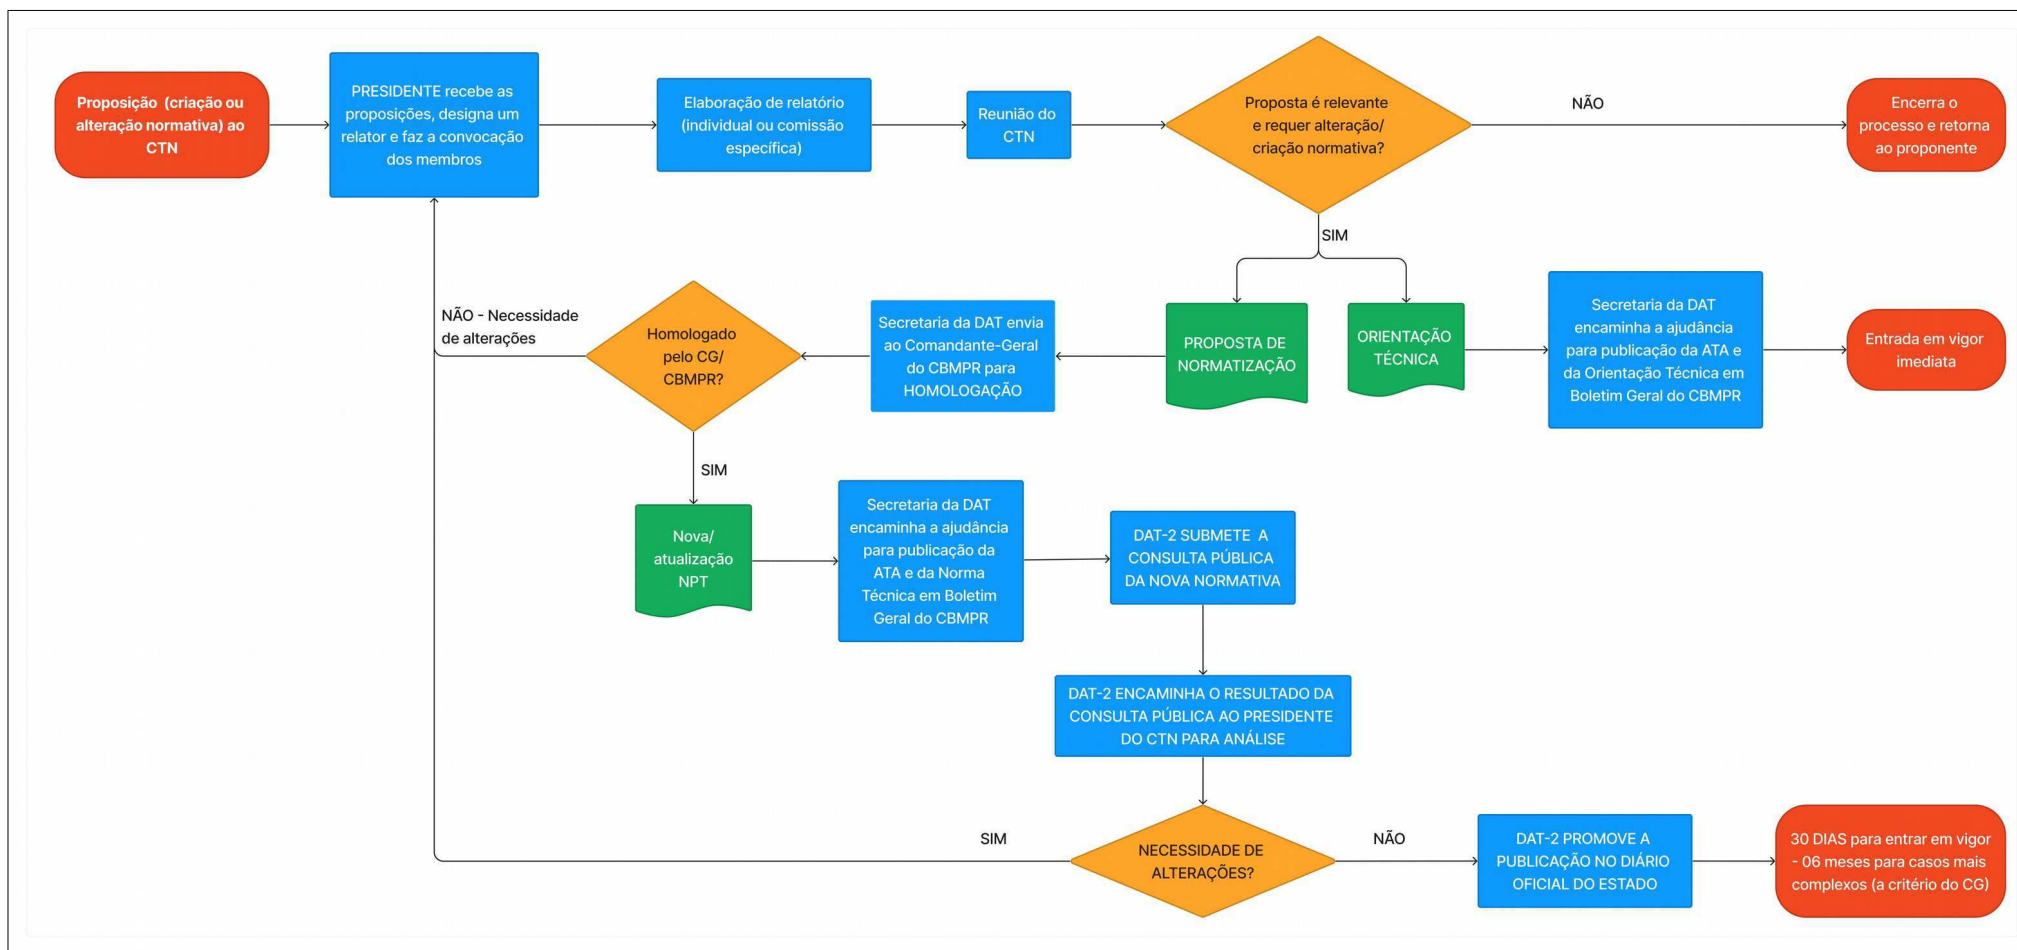 Proposição (criação ou
alteração normativa) ao
CTN
PRESIDENTE recebe as
proposições, designa um
relator e faz a convocação
dos membros
Elaboração de relatório
(individual ou comissão
específica)
Reunião do
CTN
Proposta é relevante
e requer alteração/
criação normativa?
NÃO
Encerra o
processo e retorna
ao proponente
SIM
PROPOSTA DE
NORMATIZAÇÃO
ORIENTAÇÃO
TÉCNICA
Secretaria da DAT
encaminha a ajudância
para publicação da ATA e
da Orientação Técnica em
Boletim Geral do CBMPR
Entrada em vigor
imediata
Secretaria da DAT envia
ao Comandante-Geral
do CBMPR para
HOMOLOGAÇÃO
Homologado
pelo CG/
CBMPR?
NÃO - Necessidade
de alterações
SIM
Nova/
atualização
NPT
Secretaria da DAT
encaminha a ajudância
para publicação da
ATA e da Norma
Técnica em Boletim
Geral do CBMPR
DAT-2 SUBMETE A
CONSULTA PÚBLICA
DA NOVA NORMATIVA
DAT-2 ENCAMINHA O RESULTADO DA
CONSULTA PÚBLICA AO PRESIDENTE
DO CTN PARA ANÁLISE
NECESSIDADE DE
ALTERAÇÕES?
SIM
NÃO
DAT-2 PROMOVE A
PUBLICAÇÃO NO DIÁRIO
OFICIAL DO ESTADO
30 DIAS para entrar em vigor
- 06 meses para casos mais
complexos (a critério do CG)